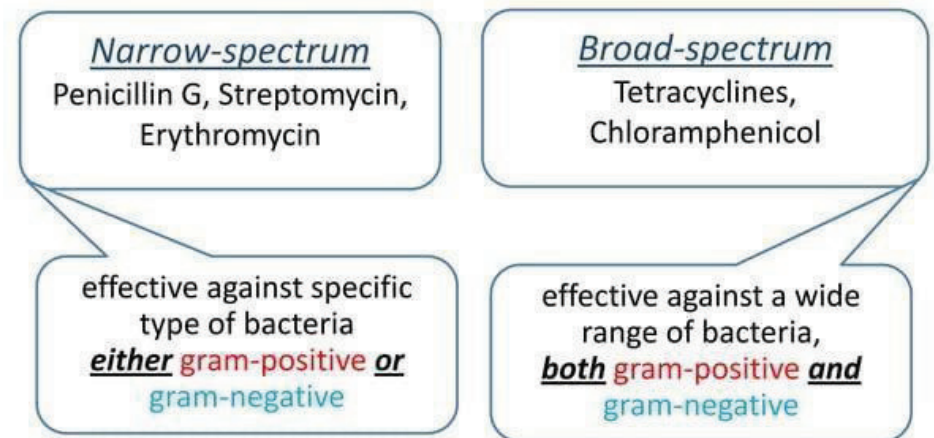 Narrow-spectrum
Penicillin G, Streptomycin,
Erythromycin
Broad-spectrum
Tetracyclines,
Chloramphenicol
effective against specific
type of bacteria
either gram-positive or
gram-negative
effective against a wide
range of bacteria,
both gram-positive and
gram-negative